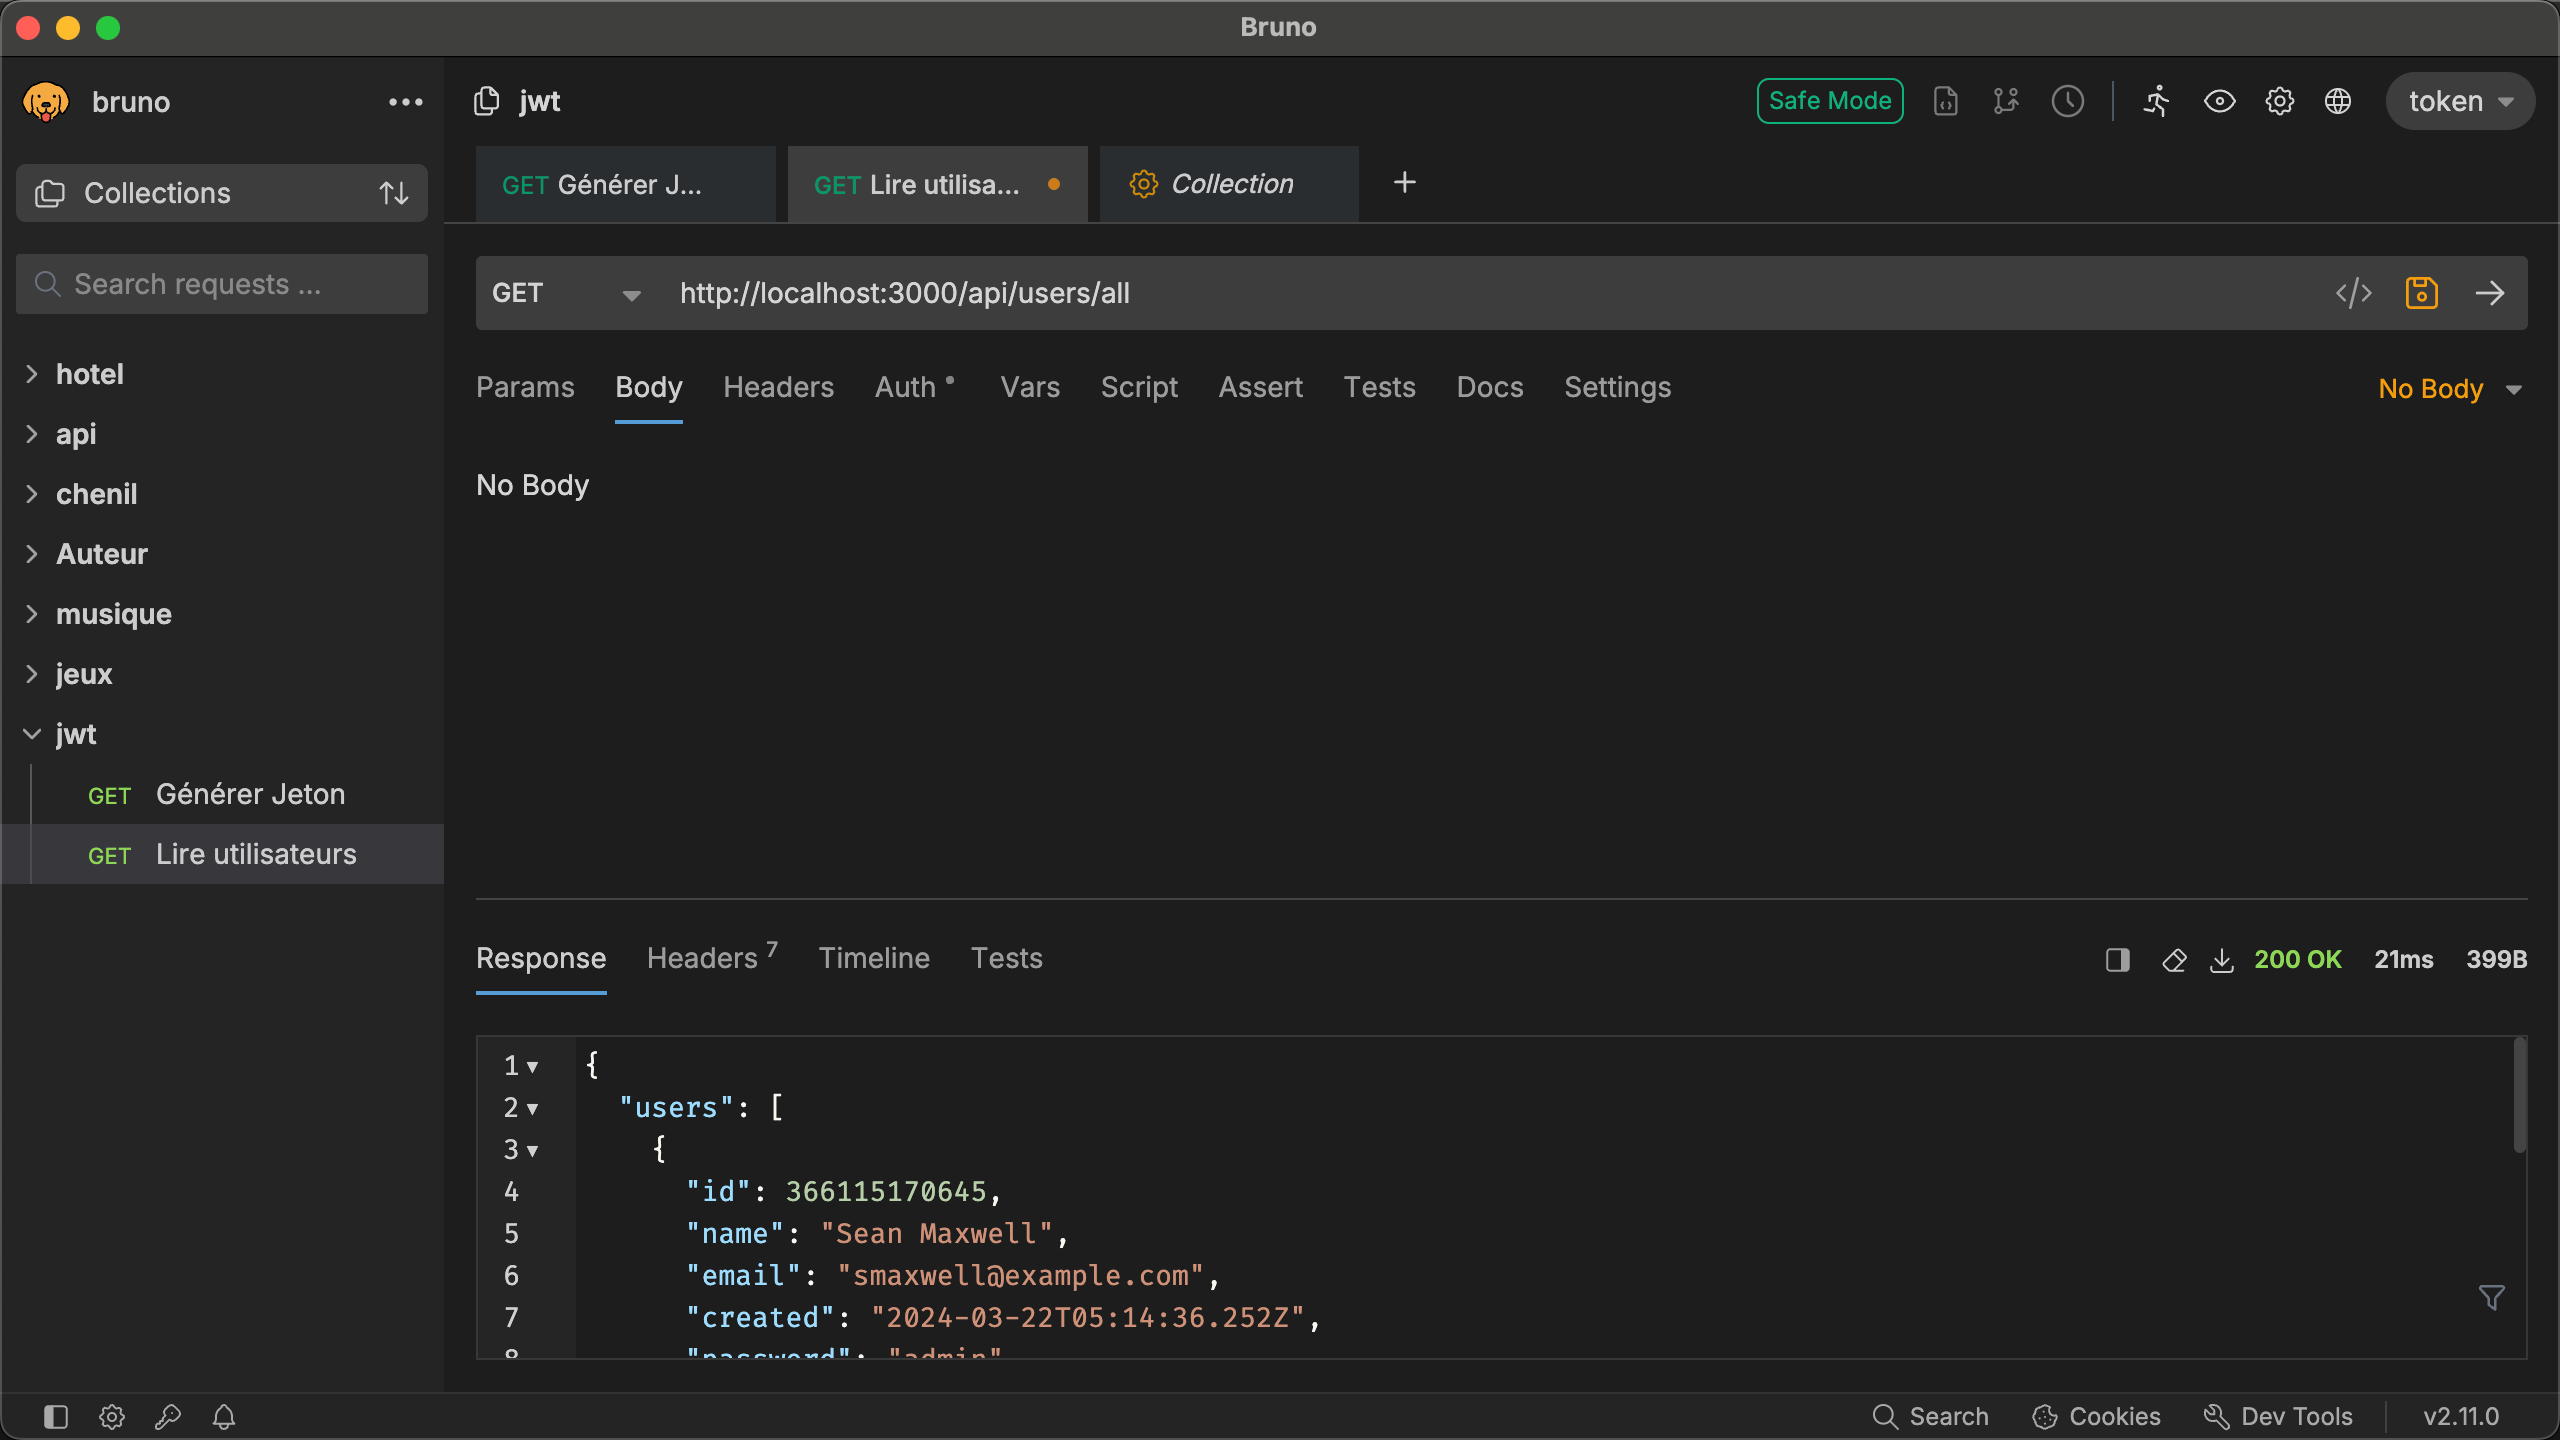 Bruno
bruno
jwt
Safe Mode
token
GET Générer J...
GET Lire utilisa...
Collection
Collections
Search requests ...
GET
http://localhost:3000/api/users/all
hotel
api
chenil
Auteur
musique
jeux
jwt
GET Générer Jeton
GET Lire utilisateurs
Params Body Headers Auth Vars Script Assert Tests Docs Settings
No Body
No Body
Response Headers 7 Timeline Tests
200 OK 21ms 399B
1 {
2 "users": [
3 {
4 "id": 366115170645,
5 "name": "Sean Maxwell",
6 "email": "smaxwell@example.com",
7 "created": "2024-03-22T05:14:36.252Z",
8 "password": "admin"
Search
Cookies
Dev Tools
v2.11.0